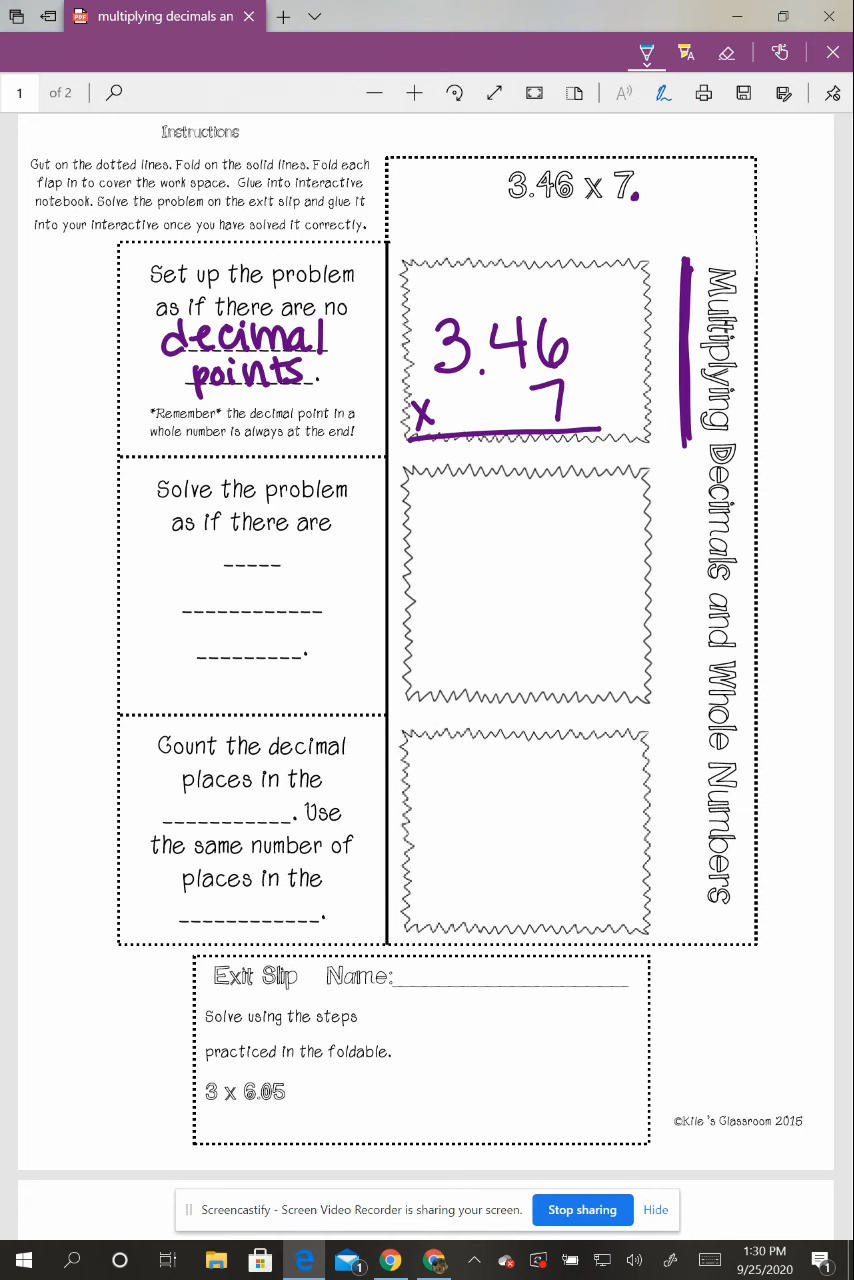 multiplying decimals an
1 of 2
Instructions
Cut on the dotted lines. Fold on the solid lines. Fold each
flap in to cover the work space. Glue into interactive
notebook. Solve the problem on the exit slip and glue it
into your interactive once you have solved it correctly.
3.46 x 7.
Set up the problem
as if there are no
decimal
points.
*Remember* the decimal point in a
whole number is always at the end!
3.46
x 7
Multiplying Decimals and Whole Numbers
Solve the problem
as if there are
_____
____________
_________.
Count the decimal
places in the
___________. Use
the same number of
places in the
____________.
Exit Slip Name:____________________
Solve using the steps
practiced in the foldable.
3 x 6.05
©Kile's Classroom 2015
Screencastify - Screen Video Recorder is sharing your screen.
Stop sharing
Hide
1:30 PM
9/25/2020